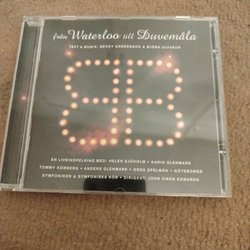 från Waterloo till Duvemåla
TEXT & MUSIK: BENNY ANDERSSON & BJÖRN ULVAEUS
BB
EN LIVEINSPELNING MED: HELEN SJÖHOLM • KARIN GLENMARK
TOMMY KÖRBERG • ANDERS GLENMARK • ORSA SPELMÄN • GÖTEBORGS
SYMFONIKER & SYMFONISKA KÖR • DIRIGENT: JOHN OWEN EDWARDS